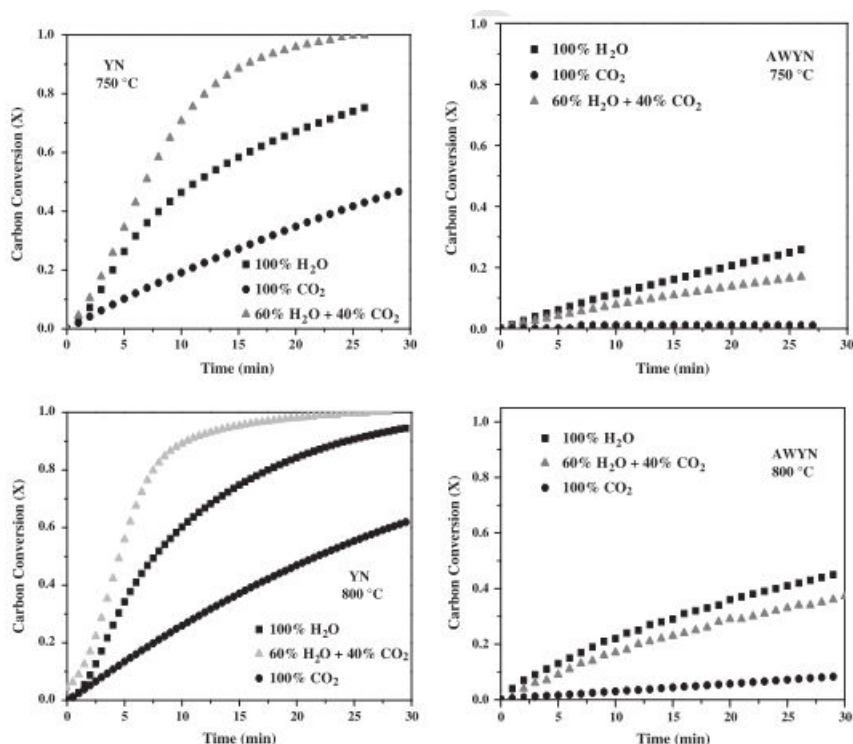 1.0
0.8
0.6
0.4
0.2
0.0
Carbon Conversion (X)
YN
750 °C
100% H₂O
100% CO₂
60% H₂O + 40% CO₂
0 5 10 15 20 25 30
Time (min)
1.0
0.8
0.6
0.4
0.2
0.0
Carbon Conversion (X)
100% H₂O
100% CO₂
60% H₂O + 40% CO₂
AWYN
750 °C
0 5 10 15 20 25 30
Time (min)
1.0
0.8
0.6
0.4
0.2
0.0
Carbon Conversion (X)
YN
800 °C
100% H₂O
60% H₂O + 40% CO₂
100% CO₂
0 5 10 15 20 25 30
Time (min)
1.0
0.8
0.6
0.4
0.2
0.0
Carbon Conversion (X)
100% H₂O
60% H₂O + 40% CO₂
100% CO₂
AWYN
800 °C
0 5 10 15 20 25 30
Time (min)